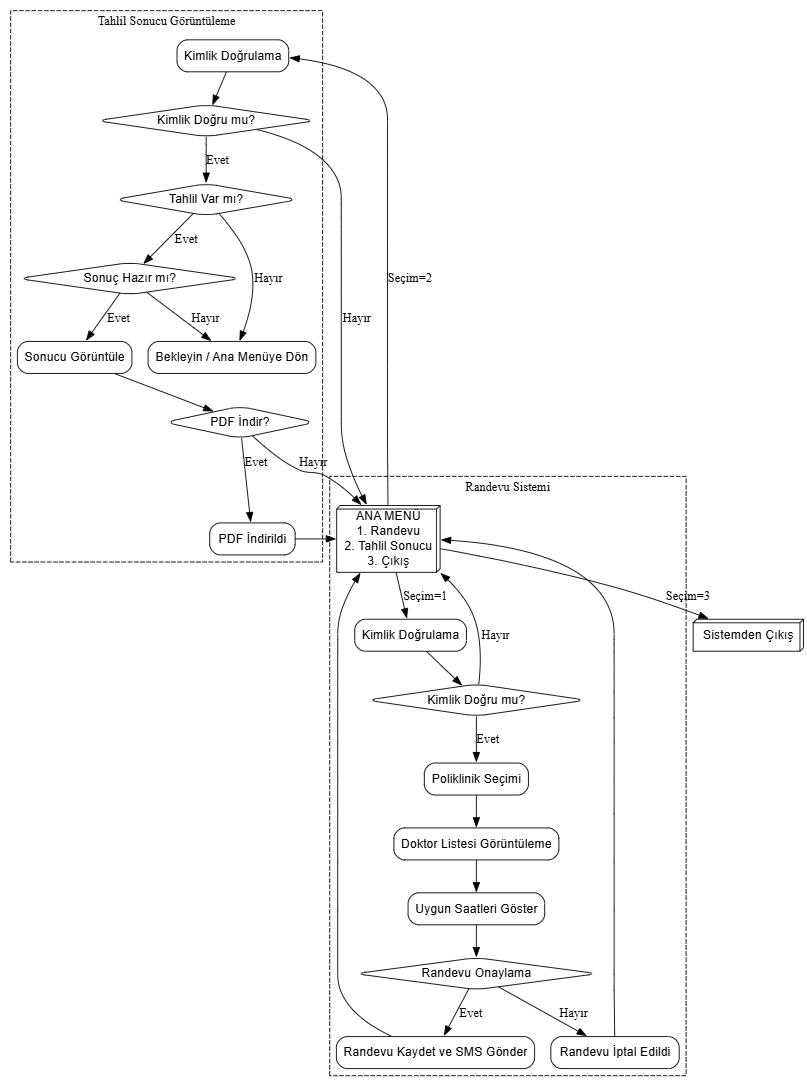 Tahlil Sonucu Görüntüleme
Kimlik Doğrulama
Kimlik Doğru mu?
Evet
Tahlil Var mı?
Evet
Sonuç Hazır mı?
Hayır
Seçim=2
Evet
Hayır
Hayır
Sonucu Görüntüle
Bekleyin / Ana Menüye Dön
PDF İndir?
Evet
Hayır
PDF İndirildi
Randevu Sistemi
ANA MENÜ
1. Randevu
2. Tahlil Sonucu
3. Çıkış
Seçim=1
Seçim=3
Kimlik Doğrulama
Hayır
Sistemden Çıkış
Kimlik Doğru mu?
Evet
Poliklinik Seçimi
Doktor Listesi Görüntüleme
Uygun Saatleri Göster
Randevu Onaylama
Evet
Hayır
Randevu Kaydet ve SMS Gönder
Randevu İptal Edildi